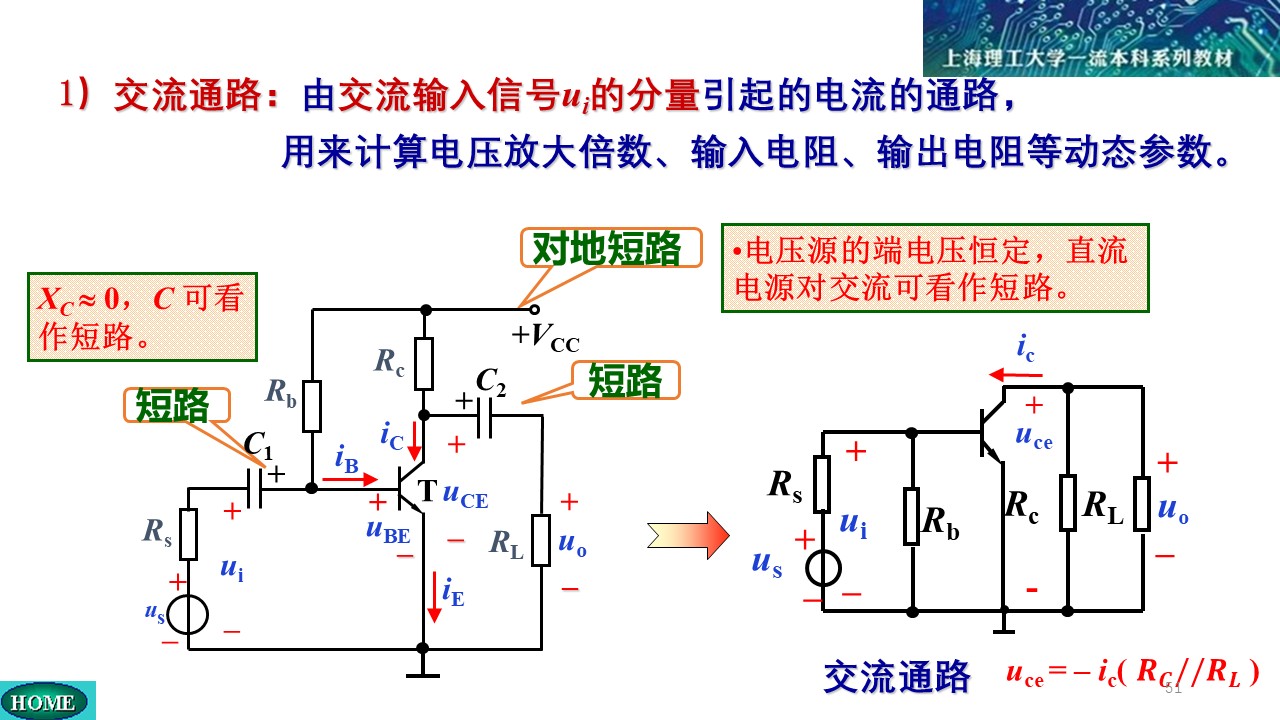 上海理工大学一流本科系列教材
1）交流通路：由交流输入信号ui的分量引起的电流的通路，
用来计算电压放大倍数、输入电阻、输出电阻等动态参数。
对地短路
•电压源的端电压恒定，直流
电源对交流可看作短路。
XC ≈ 0，C 可看
作短路。
+VCC
Rc
C2
+
短路
Rb
短路
C1
+
iC
+
iB
T
uCE
+
uBE
–
–
Rs
+
ui
–
+
us
–
iE
RL
+
uo
–
ic
+
uce
-
Rs
+
ui
–
+
us
–
Rb
Rc
RL
+
uo
–
交流通路
uce = – ic( RC//RL )
51
HOME